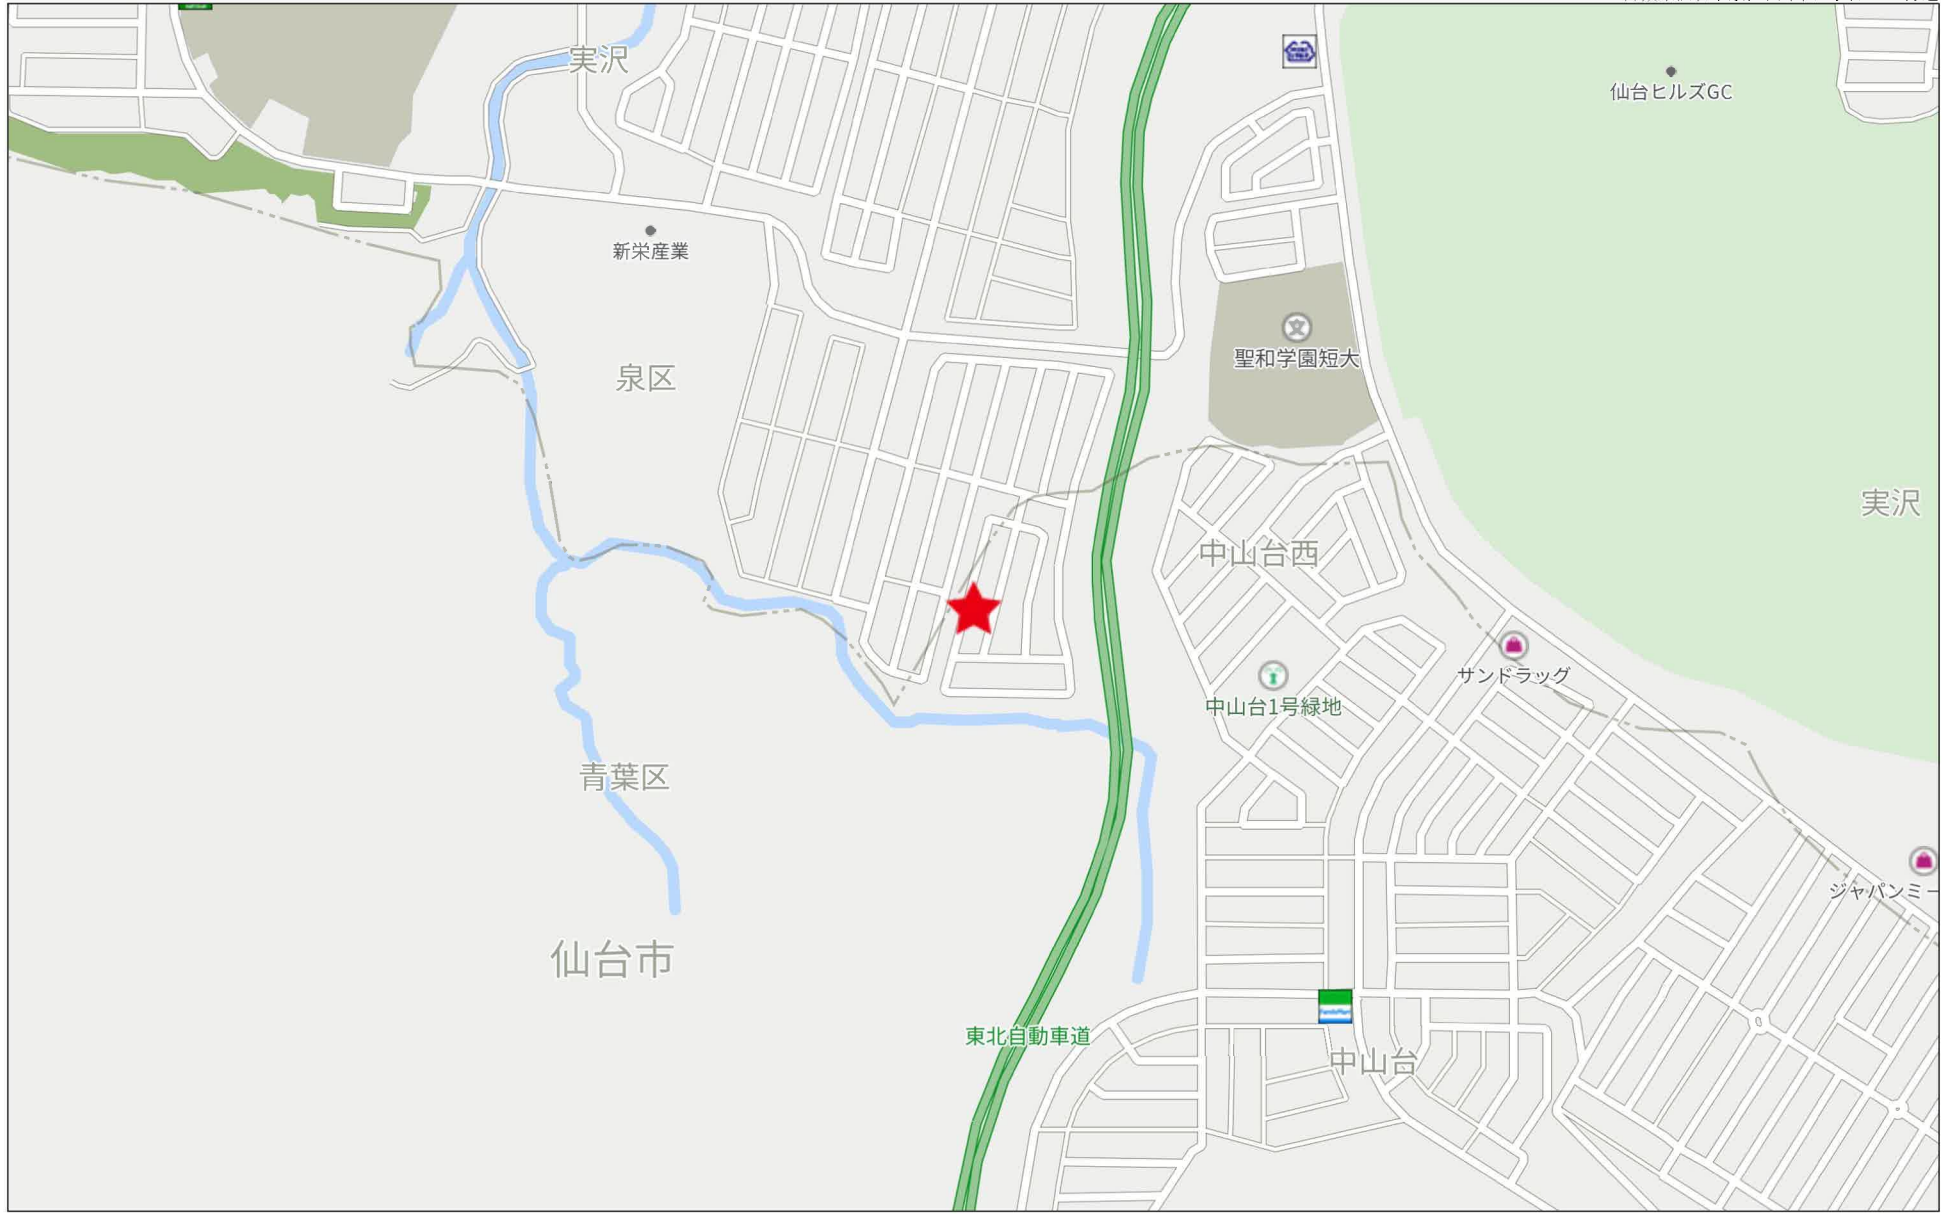 実沢
仙台ヒルズGC
新栄産業
聖和学園短大
泉区
実沢
中山台西
サンドラッグ
中山台1号緑地
青葉区
ジャパンミー
仙台市
FamilyMart
東北自動車道
中山台